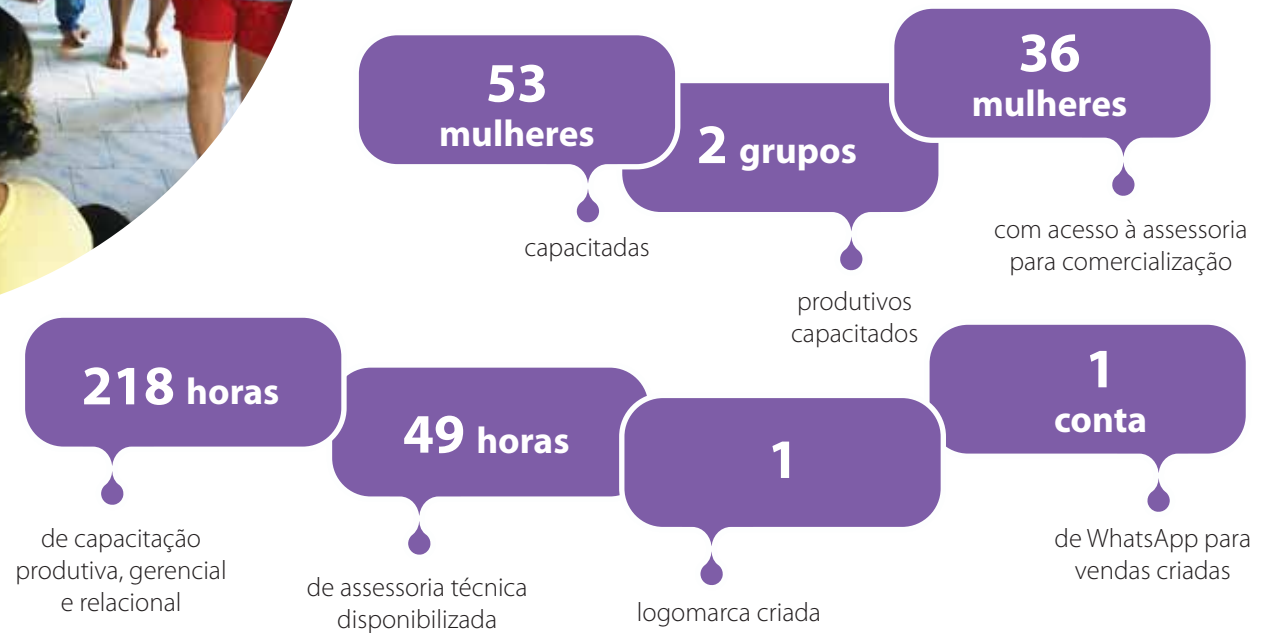 53
mulheres
capacitadas
2 grupos
produtivos
capacitados
36
mulheres
com acesso à assessoria
para comercialização
218 horas
de capacitação
produtiva, gerencial
e relacional
49 horas
de assessoria técnica
disponibilizada
1
logomarca criada
1
conta
de WhatsApp para
vendas criadas